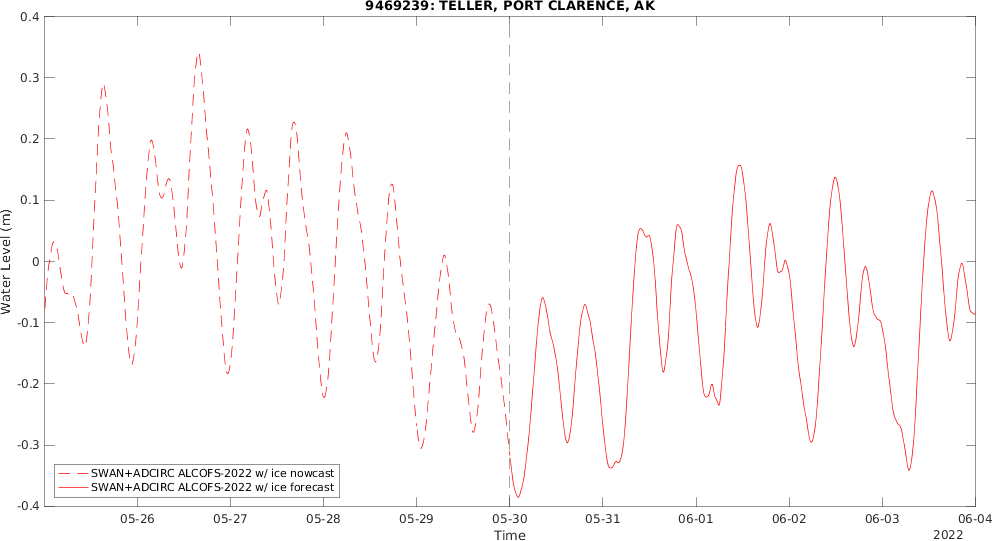 9469239: TELLER, PORT CLARENCE, AK
0.4
0.3
0.2
0.1
0
-0.1
-0.2
-0.3
-0.4
Water Level (m)
SWAN+ADCIRC ALCOFS-2022 w/ ice nowcast
SWAN+ADCIRC ALCOFS-2022 w/ ice forecast
05-26 05-27 05-28 05-29 05-30 05-31 06-01 06-02 06-03 06-04
Time
2022